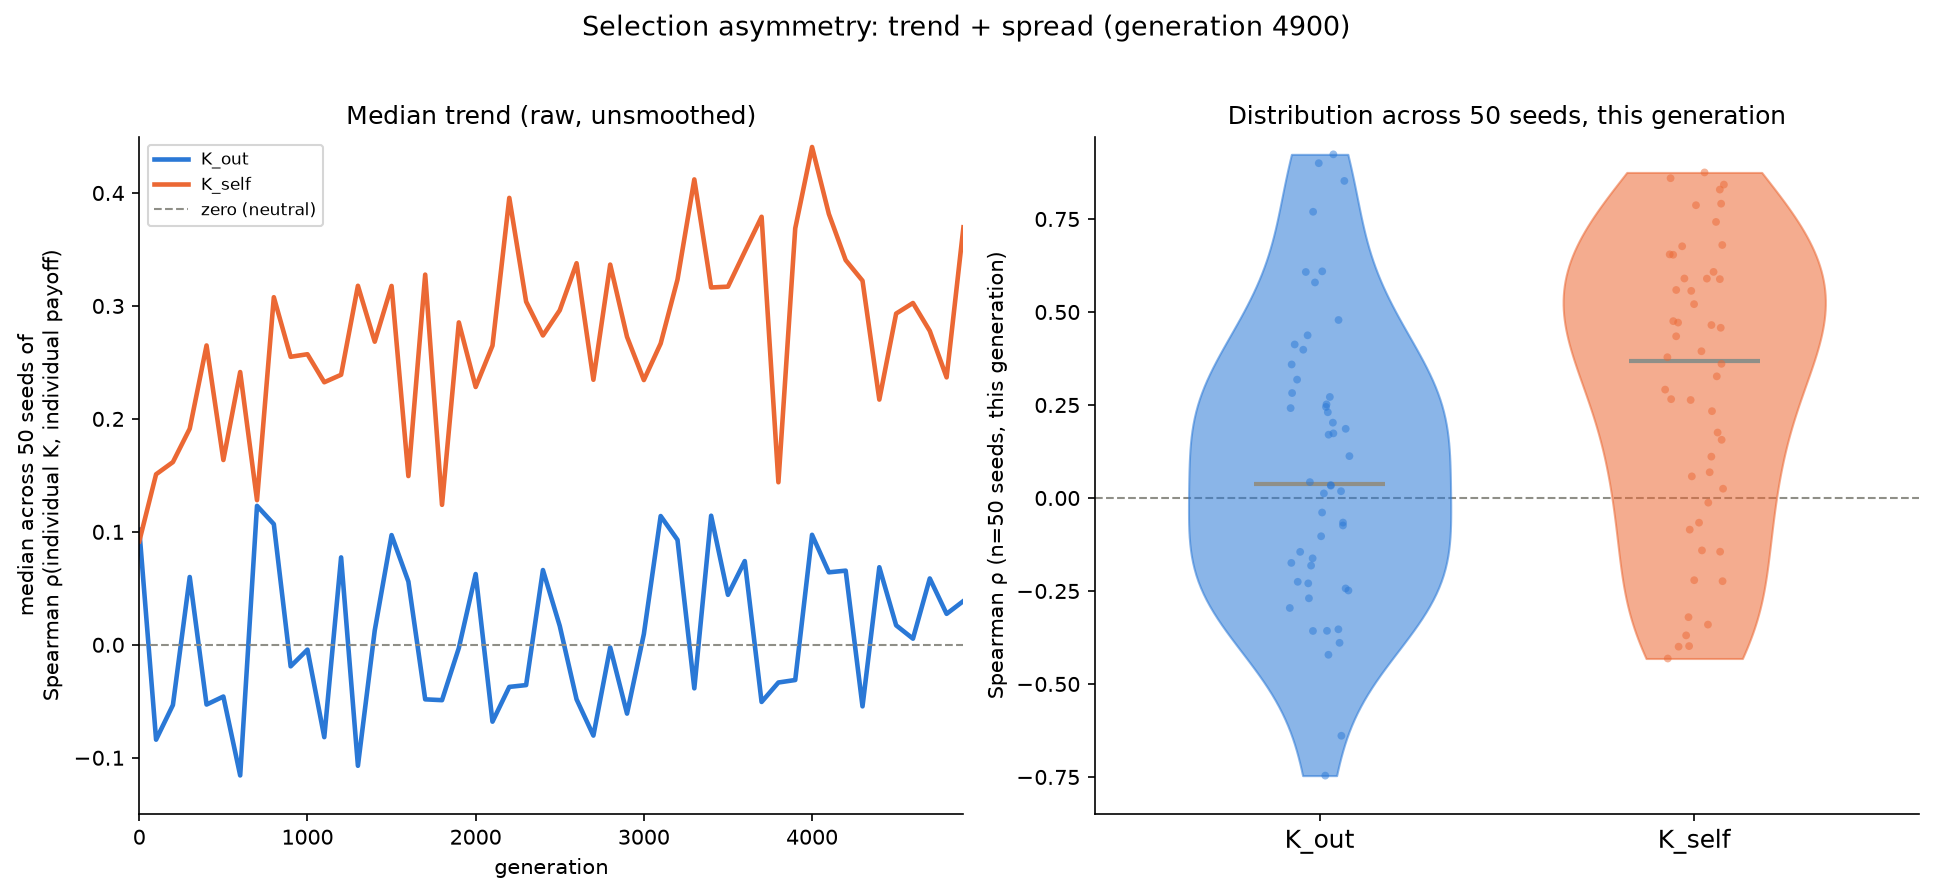 Selection asymmetry: trend + spread (generation 4900)
Median trend (raw, unsmoothed)
K_out
K_self
zero (neutral)
median across 50 seeds of
Spearman ρ(individual K, individual payoff)
0.4
0.3
0.2
0.1
0.0
−0.1
0
1000
2000
3000
4000
generation
Distribution across 50 seeds, this generation
Spearman ρ (n=50 seeds, this generation)
0.75
0.50
0.25
0.00
−0.25
−0.50
−0.75
K_out
K_self